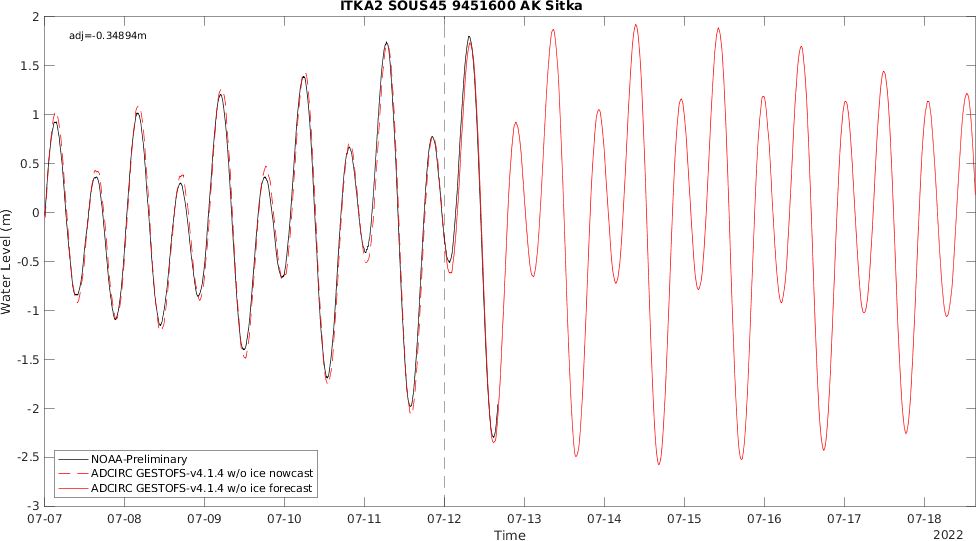 ITKA2 SOUS45 9451600 AK Sitka
adj=-0.34894m
2
1.5
1
0.5
0
-0.5
-1
-1.5
-2
-2.5
-3
Water Level (m)
NOAA-Preliminary
ADCIRC GESTOFS-v4.1.4 w/o ice nowcast
ADCIRC GESTOFS-v4.1.4 w/o ice forecast
07-07 07-08 07-09 07-10 07-11 07-12 07-13 07-14 07-15 07-16 07-17 07-18
Time
2022